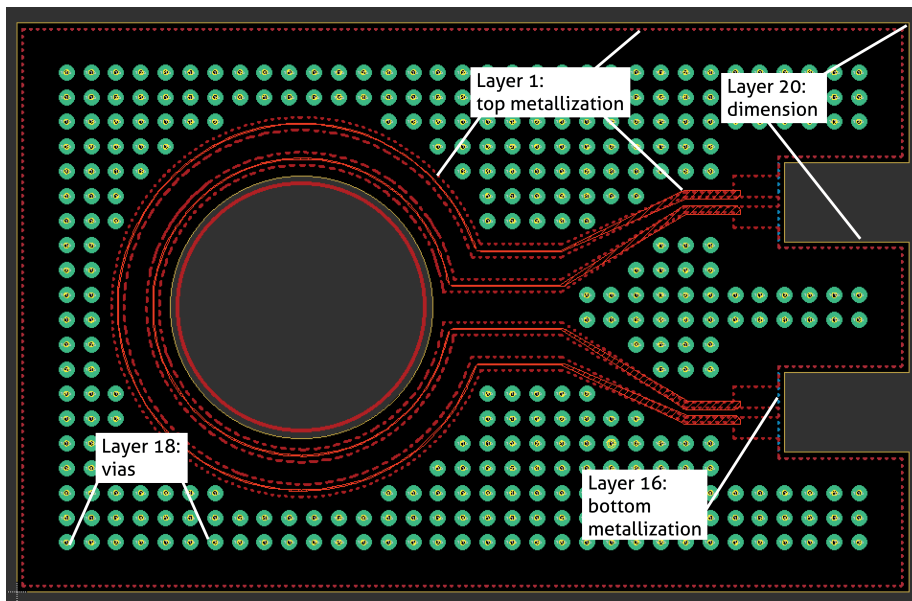 Layer 1:
top metallization
Layer 20:
dimension
Layer 18:
vias
Layer 16:
bottom
metallization